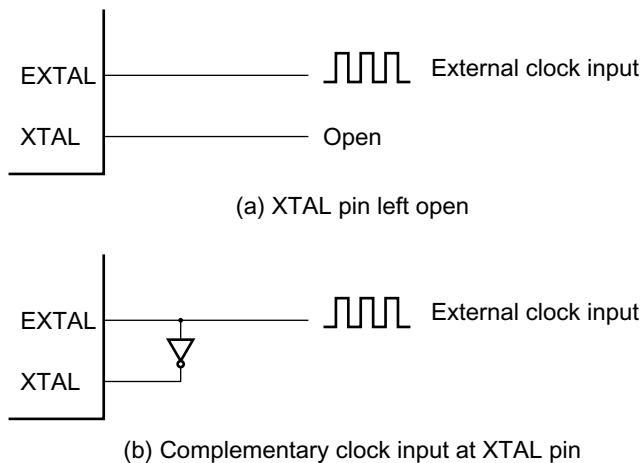 EXTAL External clock input
XTAL Open
(a) XTAL pin left open
EXTAL External clock input
XTAL
(b) Complementary clock input at XTAL pin